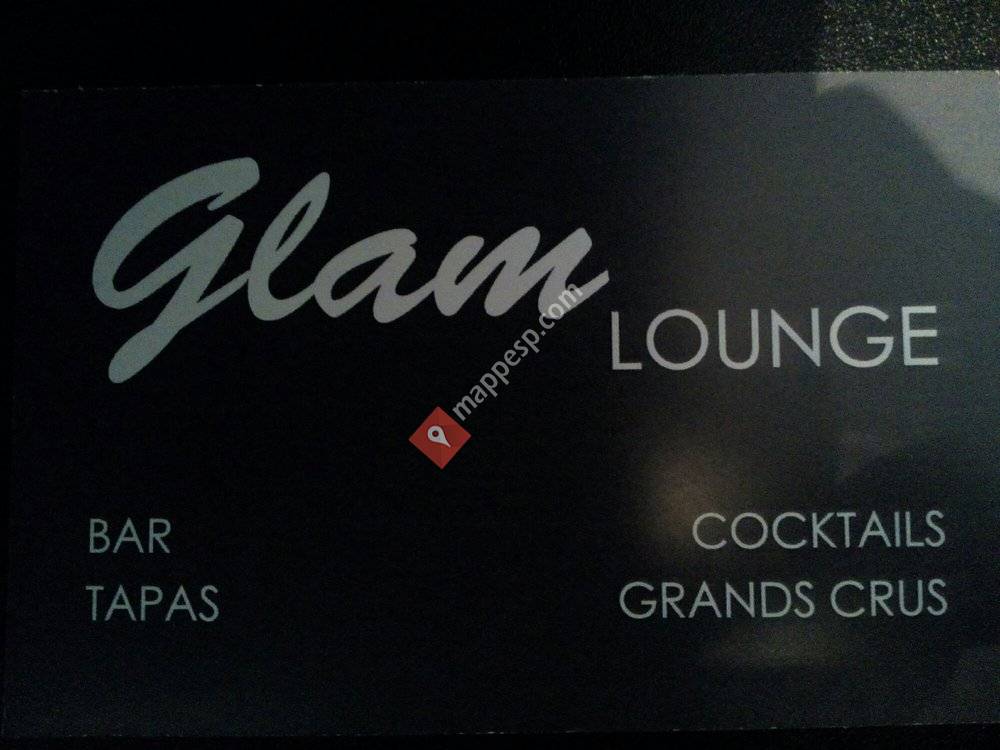 Glam
LOUNGE
mappesp.com
BAR
TAPAS
COCKTAILS
GRANDS CRUS